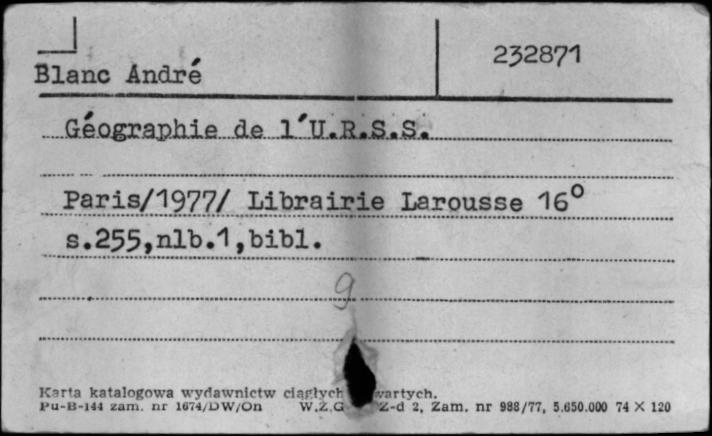 232871
Blanc André
Géographie de l'U.R.S.S.
Paris/1977/ Librairie Larousse 16°
s.255,nlb.1,bibl.
9
Karta katalogowa wydawnictw ciągłych wartych.
Pu-B-144 zam. nr 1674/DW/On W.Z.G Z-d 2, Zam. nr 988/77, 5.650.000 74 X 120